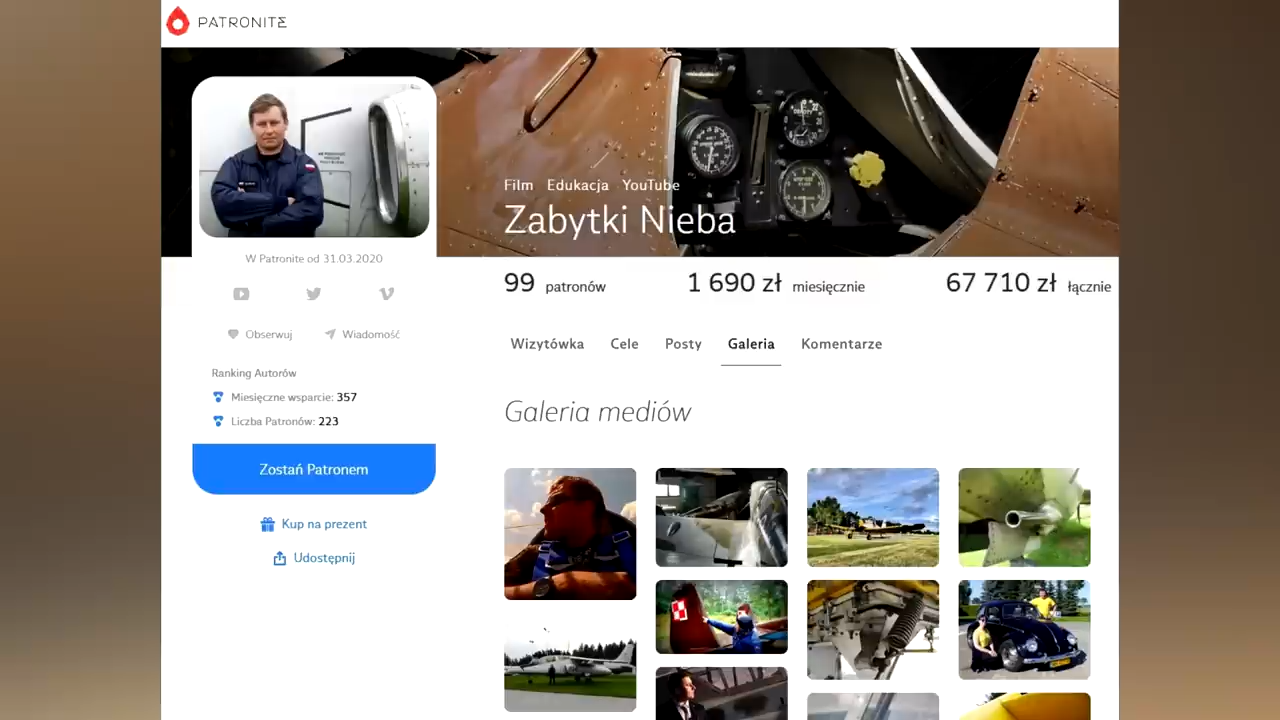 PATRONITE
Film Edukacja YouTube
Zabytki Nieba
W Patronite od 31.03.2020
99 patronów 1 690 zł miesięcznie 67 710 zł łącznie
Obserwuj Wiadomość
Wizytówka Cele Posty Galeria Komentarze
Ranking Autorów
Miesięczne wsparcie: 357
Liczba Patronów: 223
Galeria mediów
Zostań Patronem
Kup na prezent
Udostępnij